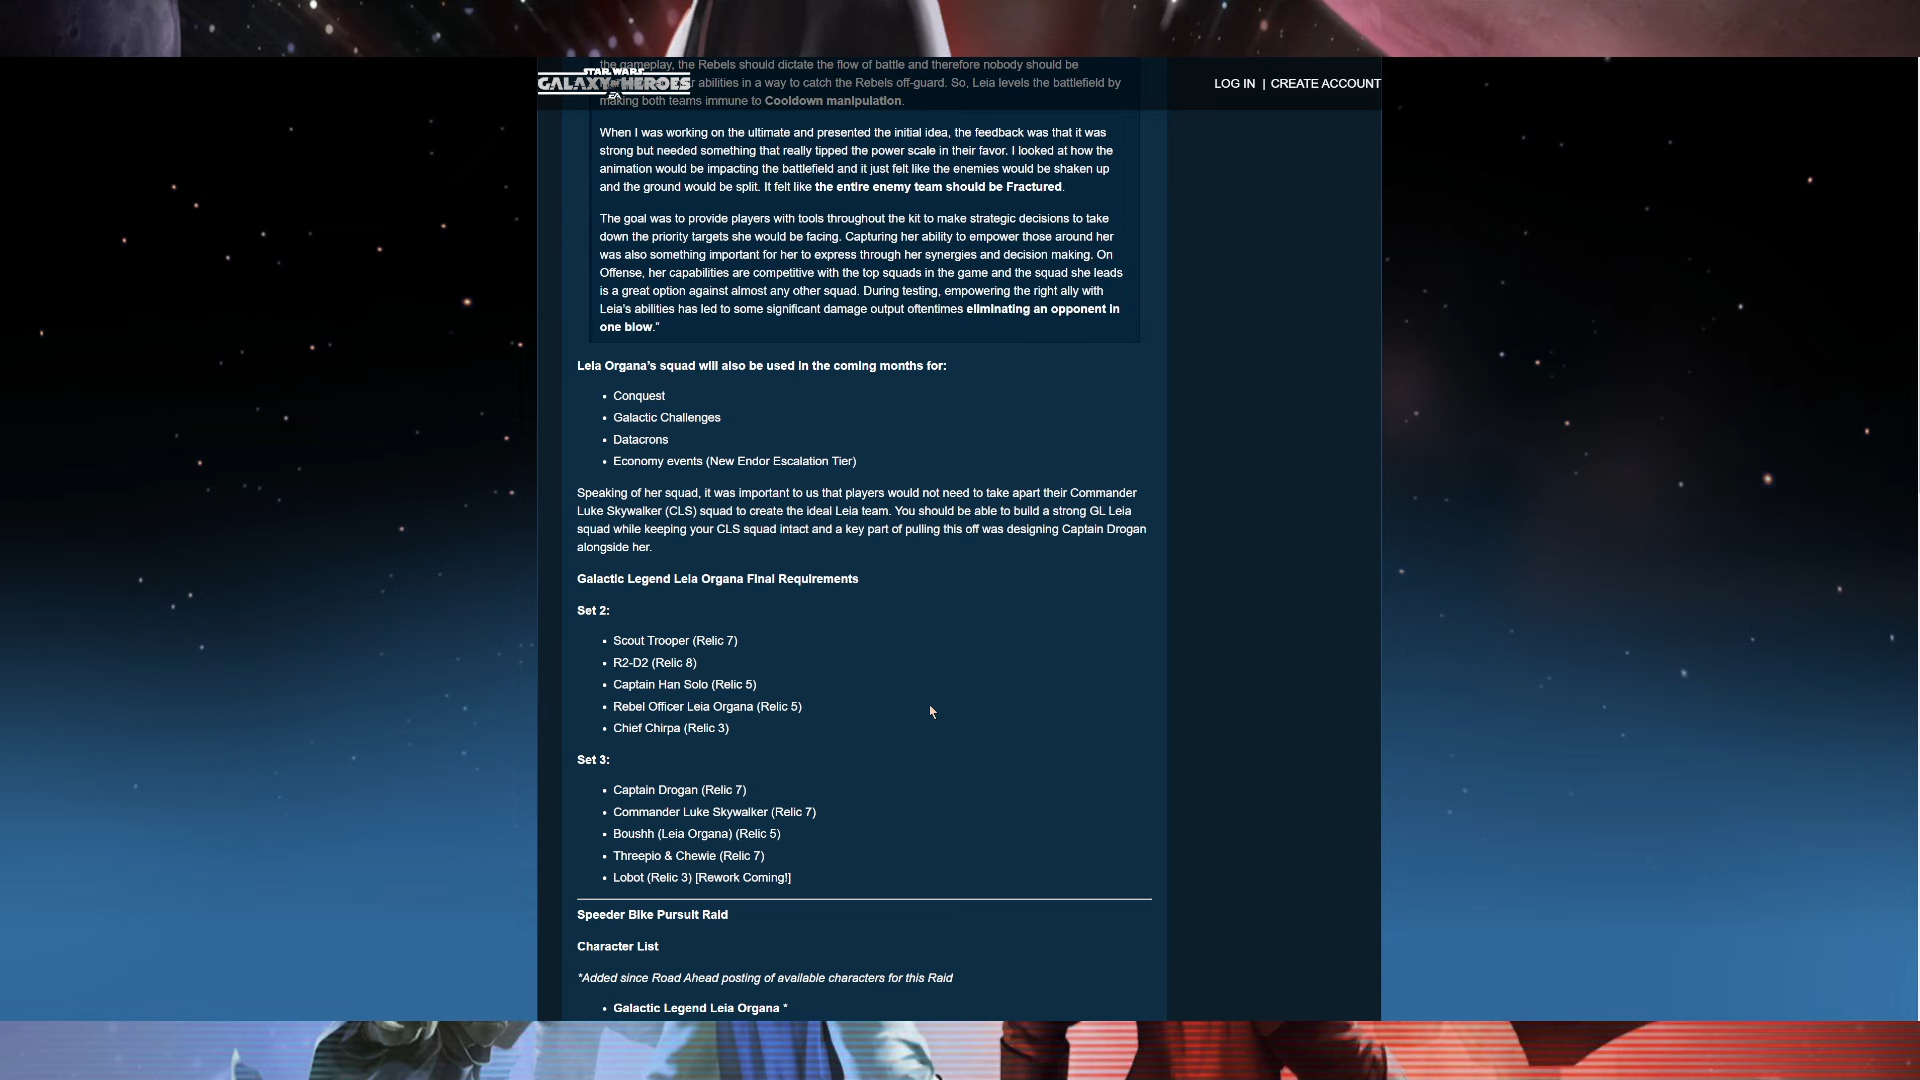 the gameplay, the Rebels should dictate the flow of battle and therefore nobody should be
STAR WARS
GALAXY OF HEROES
EA
LOG IN | CREATE ACCOUNT
abilities in a way to catch the Rebels off-guard. So, Leia levels the battlefield by
making both teams immune to Cooldown manipulation.
When I was working on the ultimate and presented the initial idea, the feedback was that it was
strong but needed something that really tipped the power scale in their favor. I looked at how the
animation would be impacting the battlefield and it just felt like the enemies would be shaken up
and the ground would be split. It felt like the entire enemy team should be Fractured.
The goal was to provide players with tools throughout the kit to make strategic decisions to take
down the priority targets she would be facing. Capturing her ability to empower those around her
was also something important for her to express through her synergies and decision making. On
Offense, her capabilities are competitive with the top squads in the game and the squad she leads
is a great option against almost any other squad. During testing, empowering the right ally with
Leia's abilities has led to some significant damage output oftentimes eliminating an opponent in
one blow."
Leia Organa's squad will also be used in the coming months for:
• Conquest
• Galactic Challenges
• Datacrons
• Economy events (New Endor Escalation Tier)
Speaking of her squad, it was important to us that players would not need to take apart their Commander
Luke Skywalker (CLS) squad to create the ideal Leia team. You should be able to build a strong GL Leia
squad while keeping your CLS squad intact and a key part of pulling this off was designing Captain Drogan
alongside her.
Galactic Legend Leia Organa Final Requirements
Set 2:
• Scout Trooper (Relic 7)
• R2-D2 (Relic 8)
• Captain Han Solo (Relic 5)
• Rebel Officer Leia Organa (Relic 5)
• Chief Chirpa (Relic 3)
Set 3:
• Captain Drogan (Relic 7)
• Commander Luke Skywalker (Relic 7)
• Boushh (Leia Organa) (Relic 5)
• Threepio & Chewie (Relic 7)
• Lobot (Relic 3) [Rework Coming!]
Speeder Bike Pursuit Raid
Character List
*Added since Road Ahead posting of available characters for this Raid
• Galactic Legend Leia Organa *